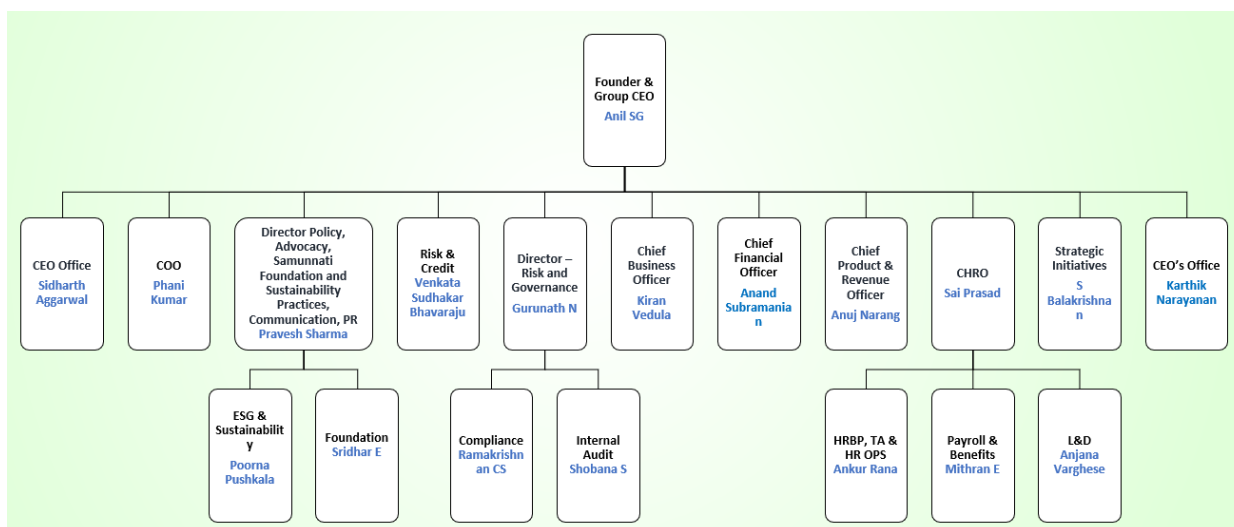 Founder &
Group CEO
Anil SG
CEO Office
Sidharth
Aggarwal
COO
Phani
Kumar
Director Policy,
Advocacy,
Samunnati
Foundation and
Sustainability
Practices,
Communication, PR
Pravesh Sharma
Risk &
Credit
Venkata
Sudhakar
Bhavaraju
Director –
Risk and
Governance
Gurunath N
Chief
Business
Officer
Kiran
Vedula
Chief
Financial
Officer
Anand
Subramania
n
Chief
Product &
Revenue
Officer
Anuj Narang
CHRO
Sai Prasad
Strategic
Initiatives
S
Balakrishna
n
CEO's Office
Karthik
Narayanan
ESG &
Sustainabilit
y
Poorna
Pushkala
Foundation
Sridhar E
Compliance
Ramakrishn
an CS
Internal
Audit
Shobana S
HRBP, TA &
HR OPS
Ankur Rana
Payroll &
Benefits
Mithran E
L&D
Anjana
Varghese